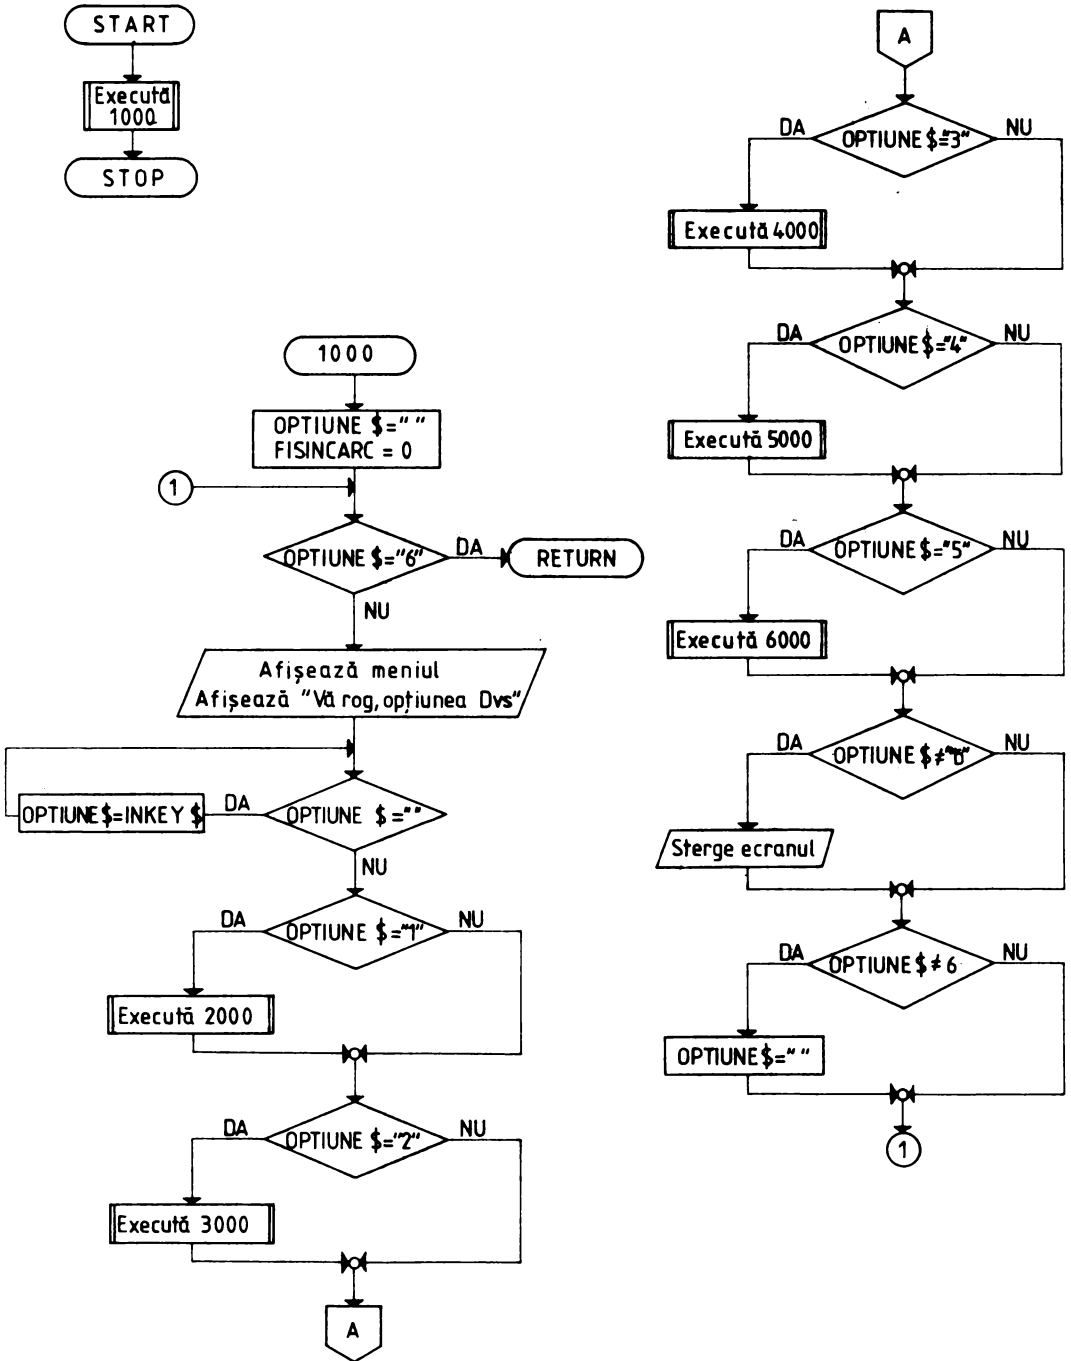 START
Execută
1000
STOP
1000
OPTIUNE $=" "
FISINCARC = 0
1
OPTIUNE $="6"
DA
RETURN
NU
Afișează meniul
Afișează "Vă rog, opțiunea Dvs"
OPTIUNE $=""
DA
OPTIUNE$=INKEY $
NU
DA
OPTIUNE $="1"
NU
Execută 2000
DA
OPTIUNE $="2"
NU
Execută 3000
A
A
DA
OPTIUNE $="3"
NU
Execută 4000
DA
OPTIUNE $="4"
NU
Execută 5000
DA
OPTIUNE $="5"
NU
Execută 6000
DA
OPTIUNE $≠
NU
Sterge ecranul
DA
OPTIUNE $≠6
NU
OPTIUNE $=" "
1